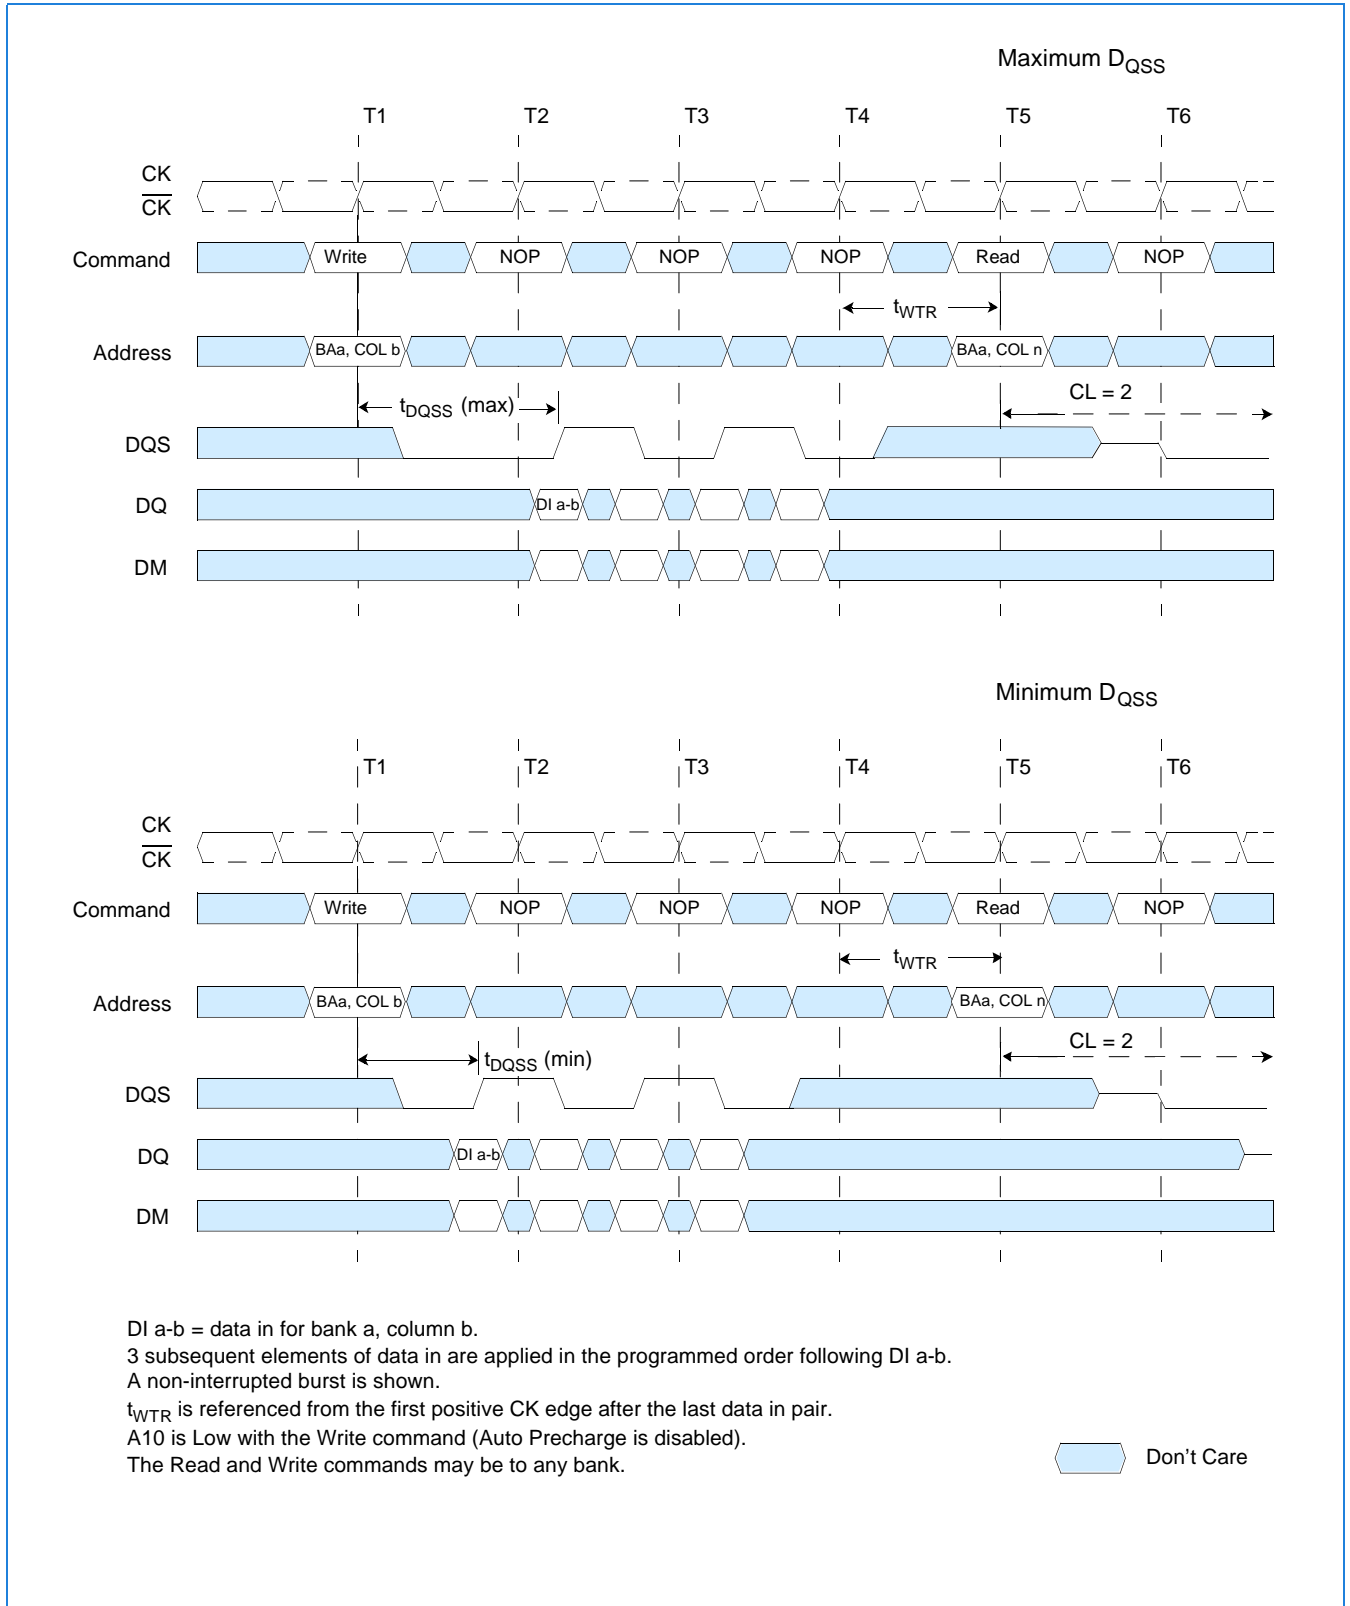 Maximum DQSS
T1 T2 T3 T4 T5 T6
CK
CK
Command Write NOP NOP NOP Read NOP
tWTR
Address BAa, COL b BAa, COL n
CL = 2
tDQSS (max)
DQS
DQ DI a-b
DM
Minimum DQSS
T1 T2 T3 T4 T5 T6
CK
CK
Command Write NOP NOP NOP Read NOP
tWTR
Address BAa, COL b BAa, COL n
CL = 2
tDQSS (min)
DQS
DQ DI a-b
DM
DI a-b = data in for bank a, column b.
3 subsequent elements of data in are applied in the programmed order following DI a-b.
A non-interrupted burst is shown.
tWTR is referenced from the first positive CK edge after the last data in pair.
A10 is Low with the Write command (Auto Precharge is disabled).
The Read and Write commands may be to any bank.
Don't Care